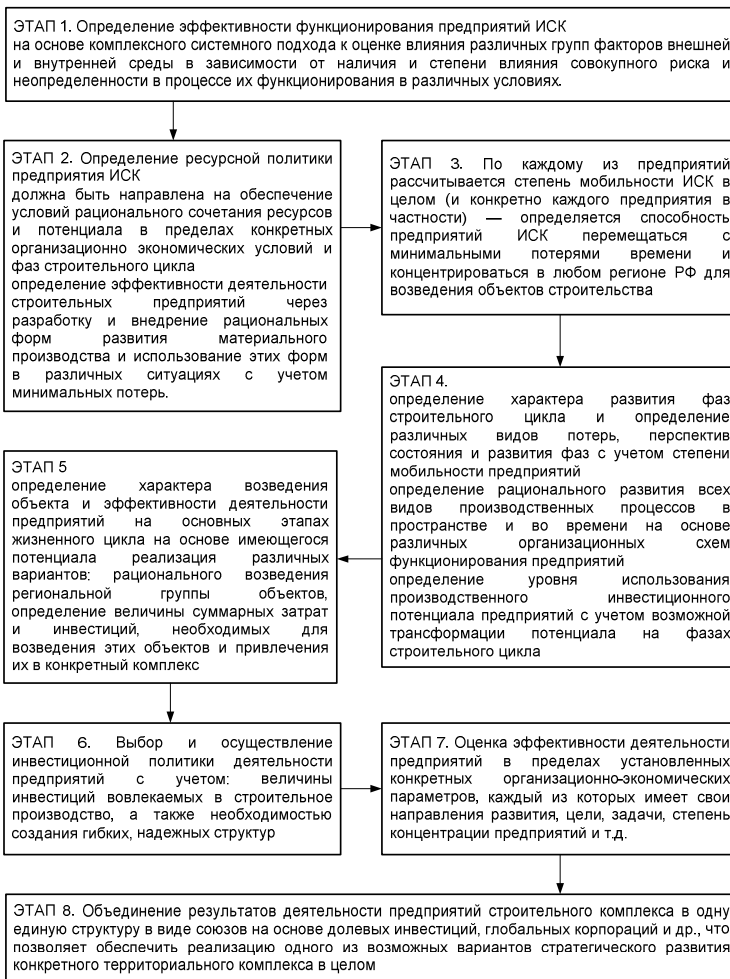 ЭТАП 1. Определение эффективности функционирования предприятий ИСК
на основе комплексного системного подхода к оценке влияния различных групп факторов внешней
и внутренней среды в зависимости от наличия и степени влияния совокупного риска и
неопределенности в процессе их функционирования в различных условиях.
ЭТАП 2. Определение ресурсной политики
предприятия ИСК
должна быть направлена на обеспечение
условий рационального сочетания ресурсов
и потенциала в пределах конкретных
организационно экономических условий и
фаз строительного цикла
определение эффективности деятельности
строительных предприятий через
разработку и внедрение рациональных
форм развития материального
производства и использование этих форм
в различных ситуациях с учетом
минимальных потерь.
ЭТАП 3. По каждому из предприятий
рассчитывается степень мобильности ИСК в
целом (и конкретно каждого предприятия в
частности) — определяется способность
предприятий ИСК перемещаться с
минимальными потерями времени и
концентрироваться в любом регионе РФ для
возведения объектов строительства
ЭТАП 4.
определение характера развития фаз
строительного цикла и определение
различных видов потерь, перспектив
состояния и развития фаз с учетом степени
мобильности предприятий
определение рационального развития всех
видов производственных процессов в
пространстве и во времени на основе
различных организационных схем
функционирования предприятий
определение уровня использования
производственного инвестиционного
потенциала предприятий с учетом возможной
трансформации потенциала на фазах
строительного цикла
ЭТАП 5
определение характера возведения
объекта и эффективности деятельности
предприятий на основных этапах
жизненного цикла на основе имеющегося
потенциала реализация различных
вариантов: рационального возведения
региональной группы объектов,
определение величины суммарных затрат
и инвестиций, необходимых для
возведения этих объектов и привлечения
их в конкретный комплекс
ЭТАП 6. Выбор и осуществление
инвестиционной политики деятельности
предприятий с учетом: величины
инвестиций вовлекаемых в строительное
производство, а также необходимостью
создания гибких, надежных структур
ЭТАП 7. Оценка эффективности деятельности
предприятий в пределах установленных
конкретных организационно-экономических
параметров, каждый из которых имеет свои
направления развития, цели, задачи, степень
концентрации предприятий и т.д.
ЭТАП 8. Объединение результатов деятельности предприятий строительного комплекса в одну
единую структуру в виде союзов на основе долевых инвестиций, глобальных корпораций и др., что
позволяет обеспечить реализацию одного из возможных вариантов стратегического развития
конкретного территориального комплекса в целом